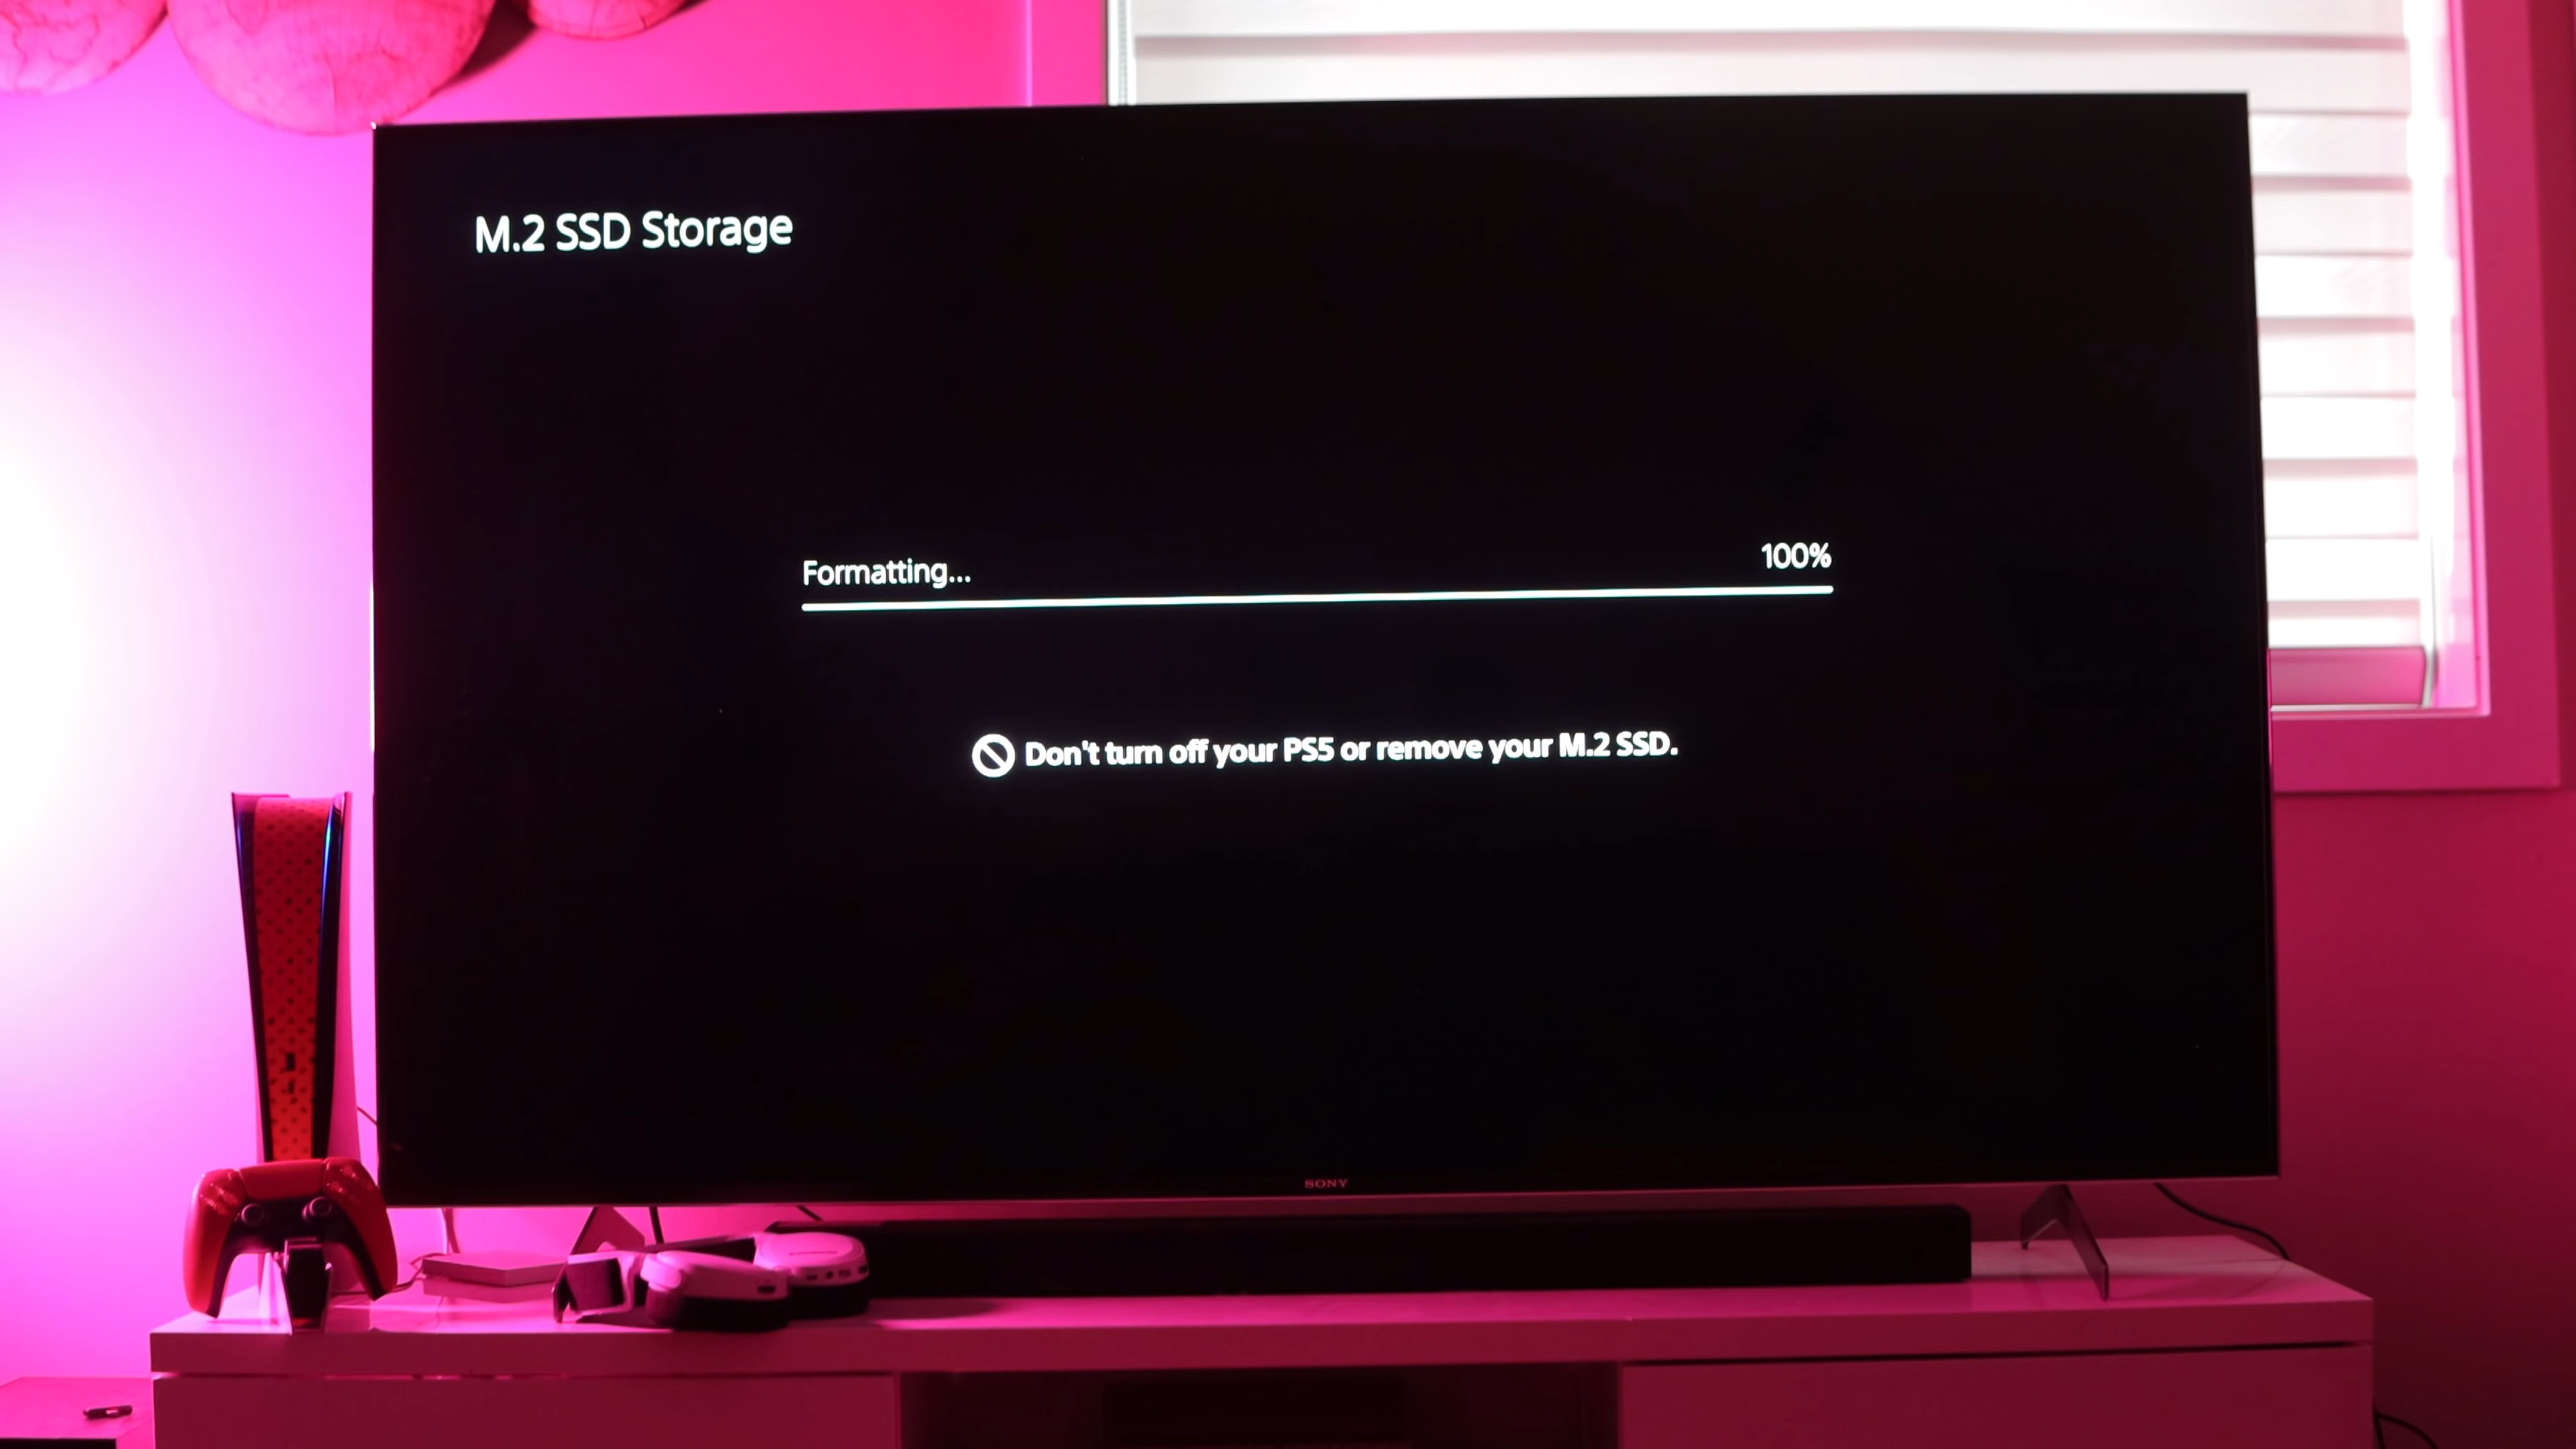 M.2 SSD Storage
Formatting...
100%
Don't turn off your PS5 or remove your M.2 SSD.
SONY